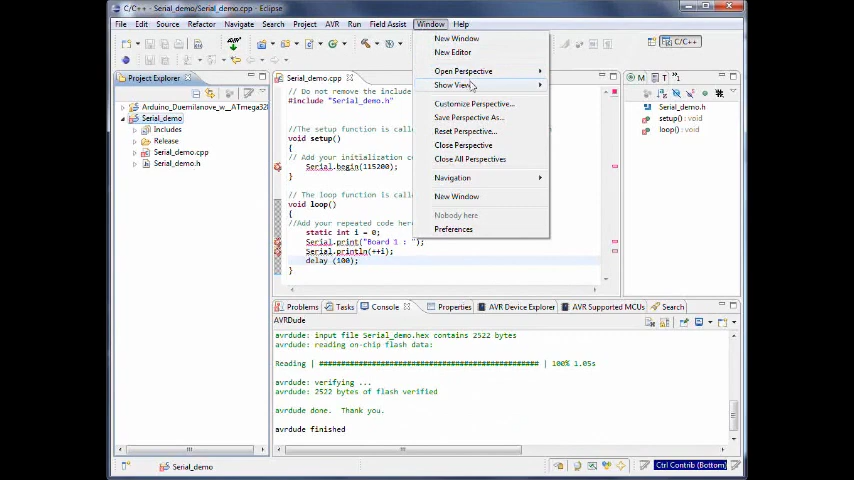 C/C++ - Serial_demo/Serial_demo.cpp - Eclipse
File Edit Source Refactor Navigate Search Project AVR Run Field Assist Window Help
C/C++
New Window
New Editor
Open Perspective
Show View
Customize Perspective...
Save Perspective As...
Reset Perspective...
Close Perspective
Close All Perspectives
Navigation
New Window
Nobody here
Preferences
Project Explorer
Arduino_Duemilanove_w__ATmega328
Serial_demo
Includes
Release
Serial_demo.cpp
Serial_demo.h
Serial_demo.cpp
// Do not remove the include
#include "Serial_demo.h"
//The setup function is calle
void setup()
{
// Add your initialization c
Serial.begin(115200);
}
// The loop function is calle
void loop()
{
//Add your repeated code here
static int i = 0;
Serial.print("Board 1 : ");
Serial.println(++i);
delay (100);
}
M T
Serial_demo.h
setup()
loop()
Problems Tasks Console Properties AVR Device Explorer AVR Supported MCUs Search
AVRDude
avrdude: input file Serial_demo.hex contains 2522 bytes
avrdude: reading on-chip flash data:
Reading | ################################################## | 100% 1.05s
avrdude: verifying ...
avrdude: 2522 bytes of flash verified
avrdude done.  Thank you.
avrdude finished
Serial_demo
Ctrl Contrib (Bottom)